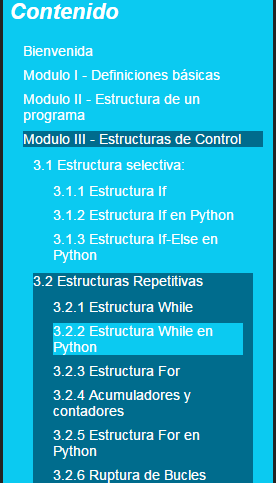 Contenido
Bienvenida
Modulo I - Definiciones básicas
Modulo II - Estructura de un
programa
Modulo III - Estructuras de Control
3.1 Estructura selectiva:
3.1.1 Estructura If
3.1.2 Estructura If en Python
3.1.3 Estructura If-Else en
Python
3.2 Estructuras Repetitivas
3.2.1 Estructura While
3.2.2 Estructura While en
Python
3.2.3 Estructura For
3.2.4 Acumuladores y
contadores
3.2.5 Estructura For en
Python
3.2.6 Ruptura de Bucles